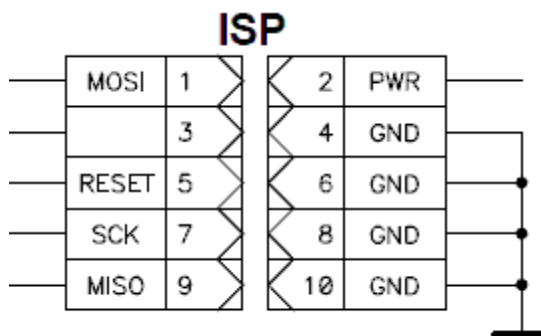 ISP
MOSI 1 2 PWR
3 4 GND
RESET 5 6 GND
SCK 7 8 GND
MISO 9 10 GND